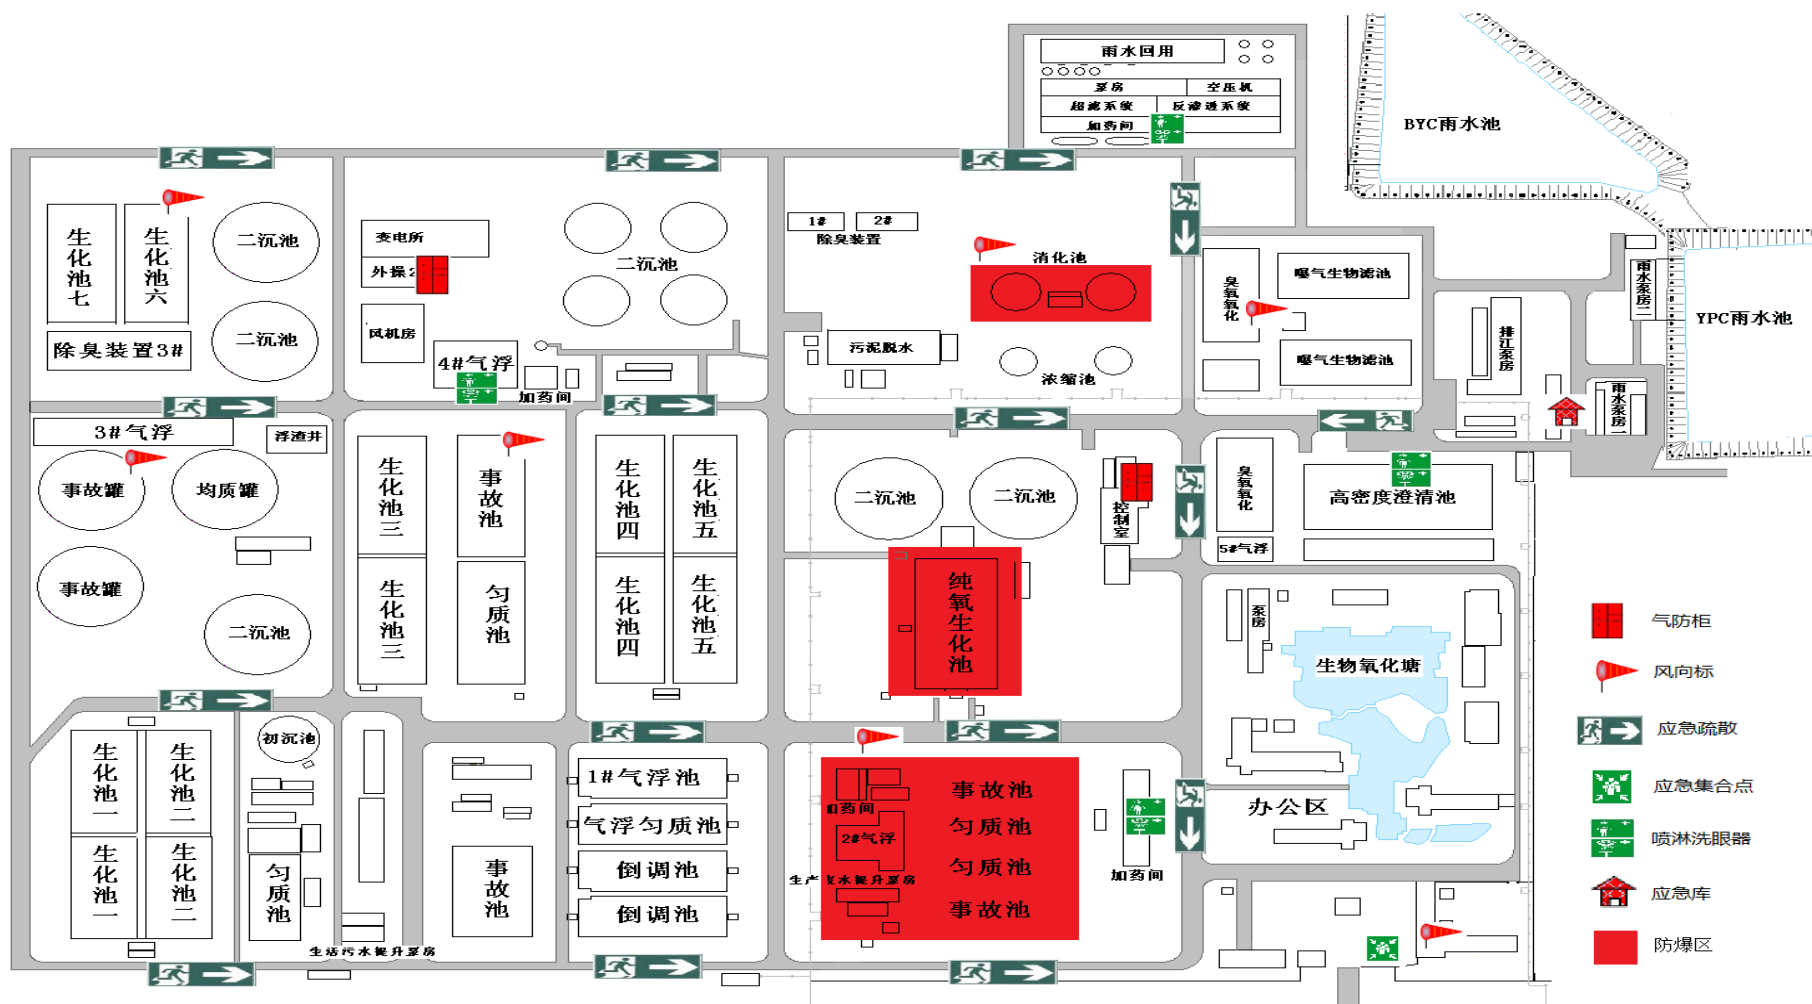 雨水回用
泵房
空压机
超滤系统
反渗透系统
加药间
BYC雨水池
生化池七
生化池六
二沉池
二沉池
除臭装置3#
变电所
外操2
风机房
4#气浮
加药间
二沉池
1#
2#
除臭装置
消化池
污泥脱水
浓缩池
臭氧氧化
曝气生物滤池
曝气生物滤池
排江泵房
雨水泵房二
YPC雨水池
雨水泵房一
3#气浮
浮渣井
事故罐
均质罐
事故罐
二沉池
生化池三
生化池三
事故池
匀质池
生化池四
生化池五
生化池四
生化池五
二沉池
二沉池
控制室
纯氧生化池
臭氧氧化
5#气浮
高密度澄清池
泵房
生物氧化塘
办公区
生化池一
生化池二
生化池一
生化池二
初沉池
匀质池
生活污水提升泵房
事故池
1#气浮池
气浮匀质池
倒调池
倒调池
加药间
2#气浮
生产废水提升泵房
事故池
匀质池
匀质池
事故池
加药间
气防柜
风向标
应急疏散
应急集合点
喷淋洗眼器
应急库
防爆区